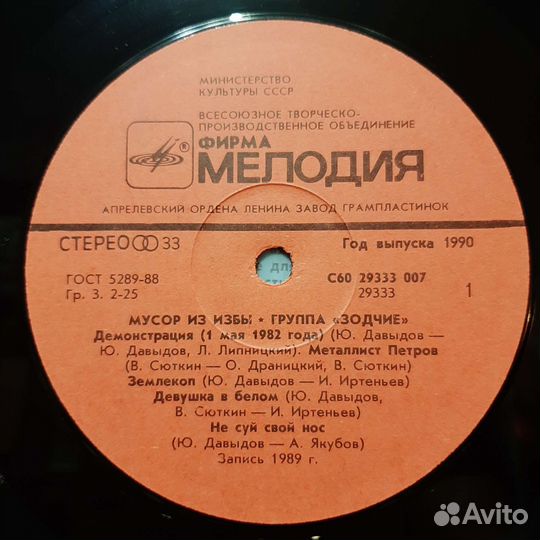 МИНИСТЕРСТВО
КУЛЬТУРЫ СССР
ВСЕСОЮЗНОЕ ТВОРЧЕСКО-
ПРОИЗВОДСТВЕННОЕ ОБЪЕДИНЕНИЕ
® ФИРМА
МЕЛОДИЯ
АПРЕЛЕВСКИЙ ОРДЕНА ЛЕНИНА ЗАВОД ГРАМПЛАСТИНОК
СТЕРЕО 33
Год выпуска 1990
ГОСТ 5289-88
С60 29333 007
Гр. 3. 2-25
29333
1
МУСОР ИЗ ИЗБЫ • ГРУППА «ЗОДЧИЕ»
Демонстрация (1 мая 1982 года) (Ю. Давыдов —
Ю. Давыдов, Л. Липницкий). Металлист Петров
(В. Сюткин — О. Драницкий, В. Сюткин)
Землекоп (Ю. Давыдов — И. Иртеньев)
Девушка в белом (Ю. Давыдов,
В. Сюткин — И. Иртеньев)
Не суй свой нос
(Ю. Давыдов — А. Якубов)
Запись 1989 г.
Avito